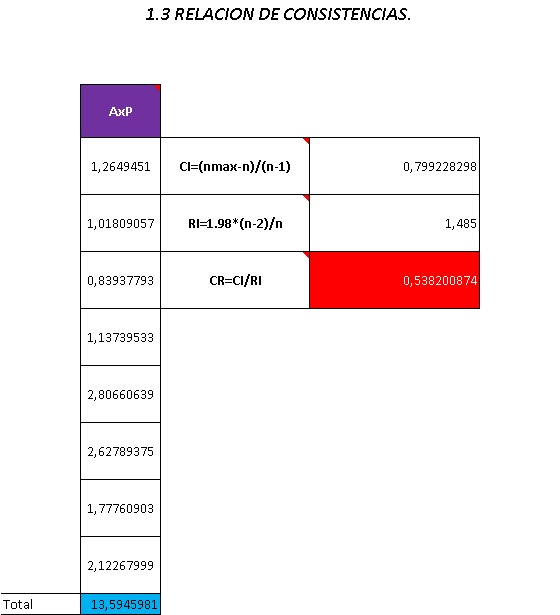 1.3 RELACION DE CONSISTENCIAS.
AxP
1,2649451 CI=(nmax-n)/(n-1) 0,799228298
1,01809057 RI=1.98*(n-2)/n 1,485
0,83937793 CR=CI/RI 0,538200874
1,13739533
2,80660639
2,62789375
1,77760903
2,12267999
Total 13,5945981